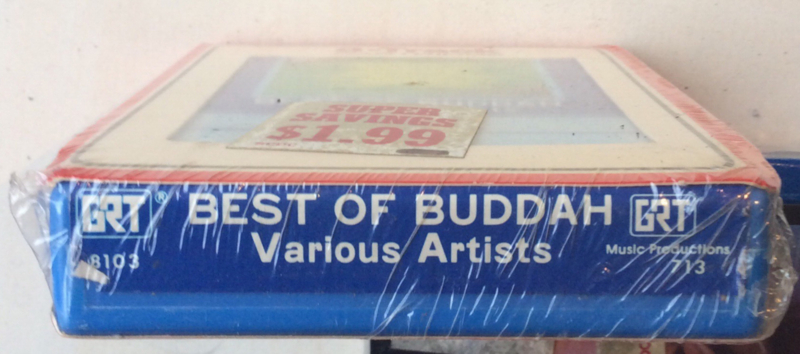 SUPER
SAVINGS
$1.99
GRT® BEST OF BUDDAH GRT
Various Artists
Music Productions
8103
713